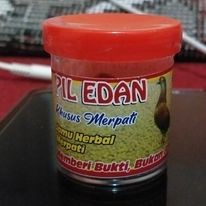 PIL EDAN
Khusus Merpati
Jamu Herbal
Merpati
Memberi Bukti, Bukan